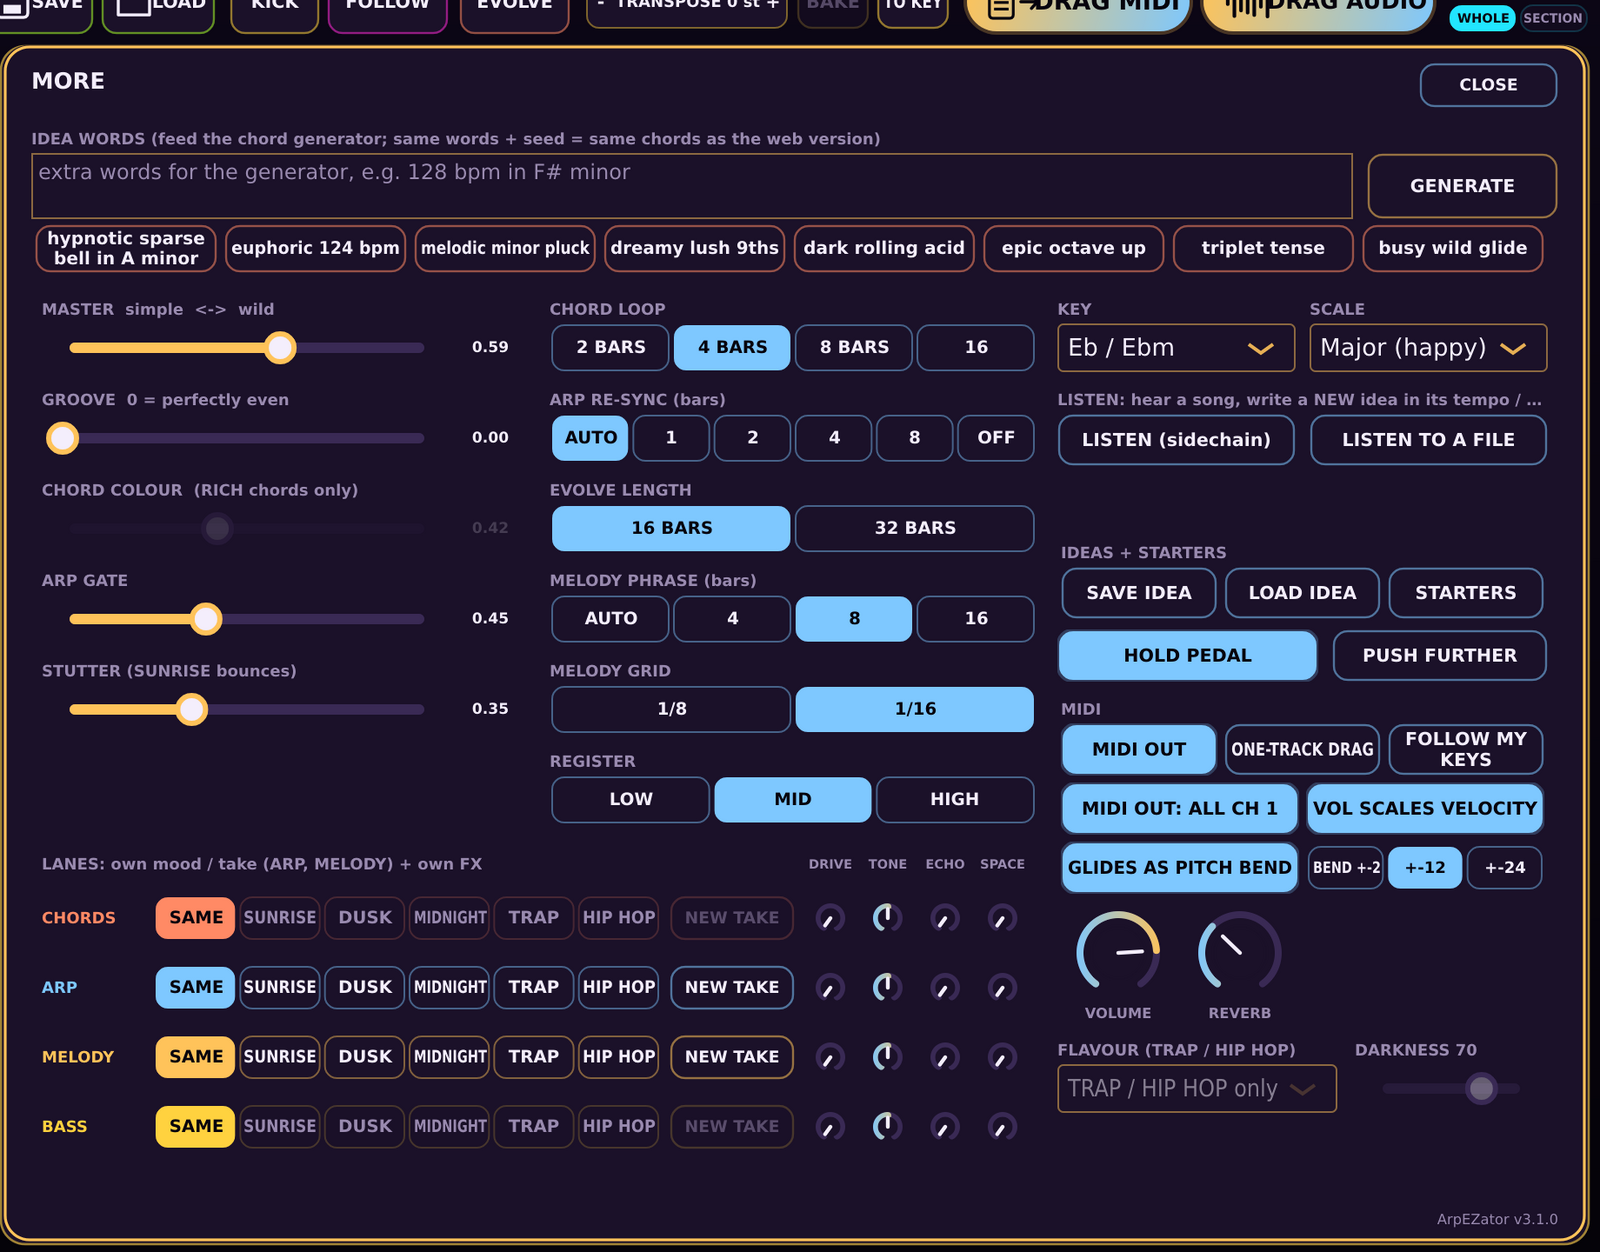 SAVE
LOAD
KICK
FOLLOW
EVOLVE
- TRANSPOSE 0 st +
BAKE
TO KEY
DRAG MIDI
DRAG AUDIO
WHOLE
SECTION
MORE
CLOSE
IDEA WORDS (feed the chord generator; same words + seed = same chords as the web version)
extra words for the generator, e.g. 128 bpm in F# minor
GENERATE
hypnotic sparse
bell in A minor
euphoric 124 bpm
melodic minor pluck
dreamy lush 9ths
dark rolling acid
epic octave up
triplet tense
busy wild glide
MASTER simple <-> wild
0.59
GROOVE 0 = perfectly even
0.00
CHORD COLOUR (RICH chords only)
0.42
ARP GATE
0.45
STUTTER (SUNRISE bounces)
0.35
CHORD LOOP
2 BARS
4 BARS
8 BARS
16
ARP RE-SYNC (bars)
AUTO
1
2
4
8
OFF
EVOLVE LENGTH
16 BARS
32 BARS
MELODY PHRASE (bars)
AUTO
4
8
16
MELODY GRID
1/8
1/16
REGISTER
LOW
MID
HIGH
KEY
SCALE
Eb / Ebm
Major (happy)
LISTEN: hear a song, write a NEW idea in its tempo / ...
LISTEN (sidechain)
LISTEN TO A FILE
IDEAS + STARTERS
SAVE IDEA
LOAD IDEA
STARTERS
HOLD PEDAL
PUSH FURTHER
MIDI
MIDI OUT
ONE-TRACK DRAG
FOLLOW MY
KEYS
MIDI OUT: ALL CH 1
VOL SCALES VELOCITY
GLIDES AS PITCH BEND
BEND +-2
+-12
+-24
VOLUME
REVERB
FLAVOUR (TRAP / HIP HOP)
DARKNESS 70
TRAP / HIP HOP only
LANES: own mood / take (ARP, MELODY) + own FX
DRIVE
TONE
ECHO
SPACE
CHORDS
SAME
SUNRISE
DUSK
MIDNIGHT
TRAP
HIP HOP
NEW TAKE
ARP
SAME
SUNRISE
DUSK
MIDNIGHT
TRAP
HIP HOP
NEW TAKE
MELODY
SAME
SUNRISE
DUSK
MIDNIGHT
TRAP
HIP HOP
NEW TAKE
BASS
SAME
SUNRISE
DUSK
MIDNIGHT
TRAP
HIP HOP
NEW TAKE
ArpEZator v3.1.0